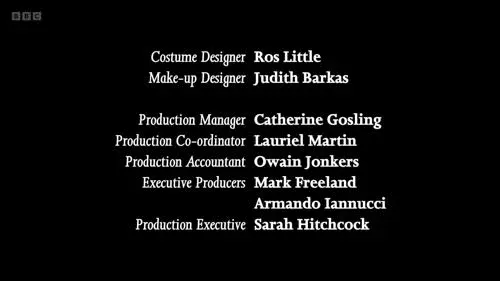 BBC
Costume Designer Ros Little
Make-up Designer Judith Barkas
Production Manager Catherine Gosling
Production Co-ordinator Lauriel Martin
Production Accountant Owain Jonkers
Executive Producers Mark Freeland
Armando Iannucci
Production Executive Sarah Hitchcock